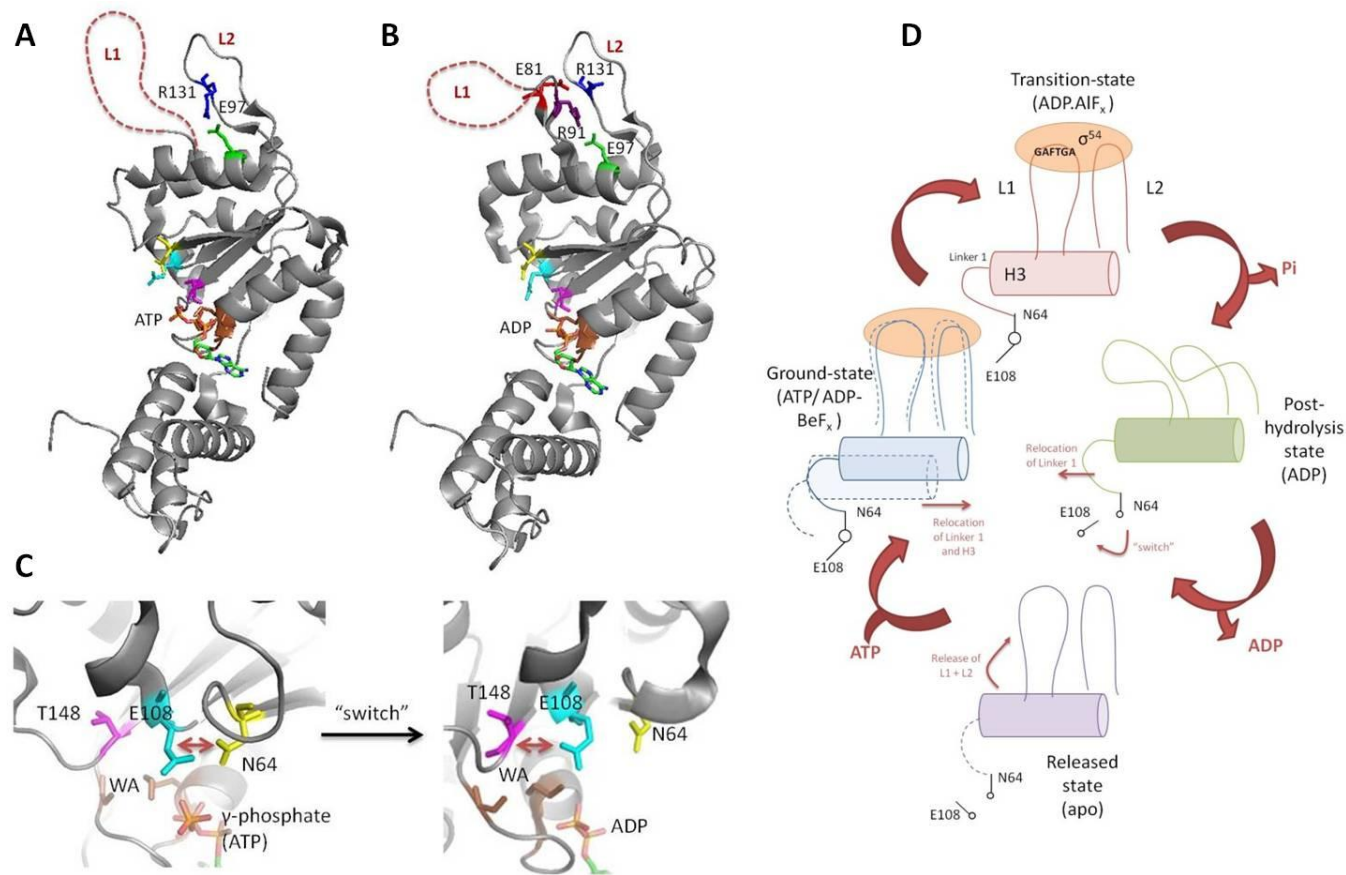 A
L1
L2
R131
E97
ATP
B
L1
E81
L2
R131
R91
E97
ADP
C
T148
E108
N64
WA
γ-phosphate
(ATP)
"switch"
T148
E108
N64
WA
ADP
D
Transition-state
(ADP.AlFx)
σ54
GAFTGA
L1
L2
Linker 1
H3
N64
E108
Pi
Ground-state
(ATP/ ADP-
BeFx)
N64
E108
Relocation
of Linker 1
and H3
Post-
hydrolysis
state
(ADP)
Relocation
of Linker 1
N64
E108
"switch"
ATP
ADP
Release of
L1 + L2
N64
E108
Released
state
(apo)